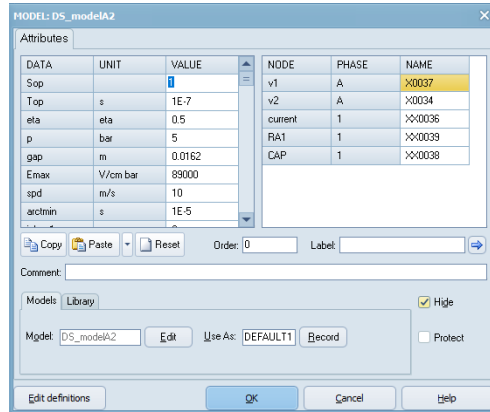 MODEL: DS_modelA2
Attributes
DATA UNIT VALUE
Sop 1
Top s 1E-7
eta eta 0.5
p bar 5
gap m 0.0162
Emax V/cm bar 89000
spd m/s 10
arctmin s 1E-5
NODE PHASE NAME
v1 A X0037
v2 A X0034
current 1 XX0036
RA1 1 XX0039
CAP 1 XX0038
Copy Paste Reset Order: 0 Label:
Comment:
Models Library
Hide
Model: DS_modelA2 Edit Use As: DEFAULT1 Record Protect
Edit definitions OK Cancel Help